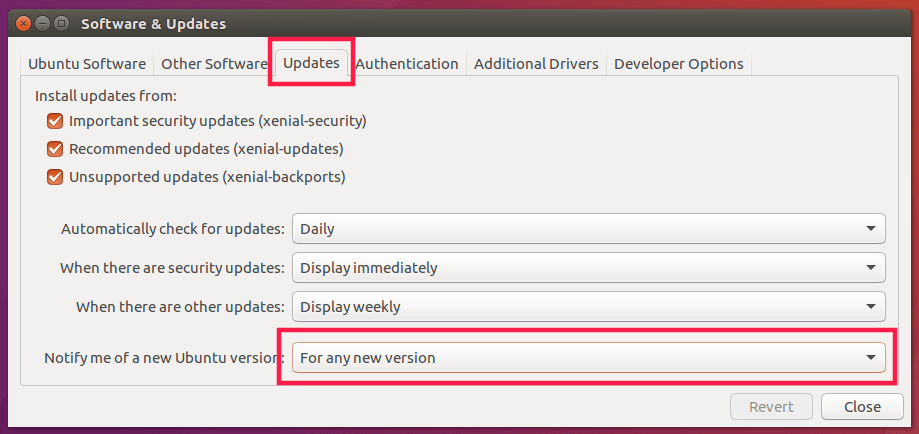 Software & Updates
Ubuntu Software Other Software Updates Authentication Additional Drivers Developer Options
Install updates from:
Important security updates (xenial-security)
Recommended updates (xenial-updates)
Unsupported updates (xenial-backports)
Automatically check for updates: Daily
When there are security updates: Display immediately
When there are other updates: Display weekly
Notify me of a new Ubuntu version: For any new version
Revert Close